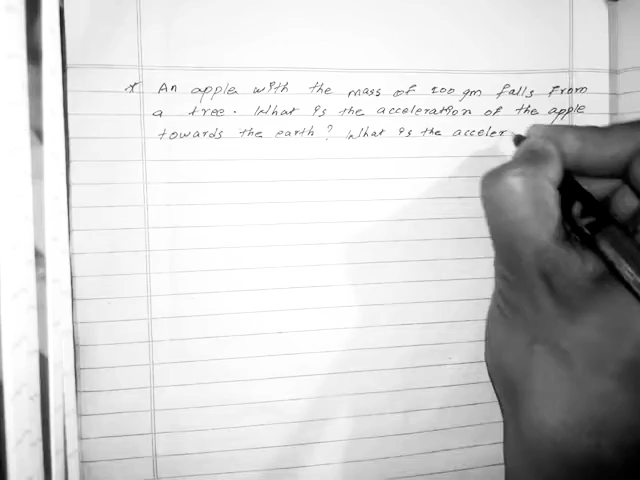 * An apple with the mass of 100 gm falls from
a tree. What is the acceleration of the apple
towards the earth? What is the acceler